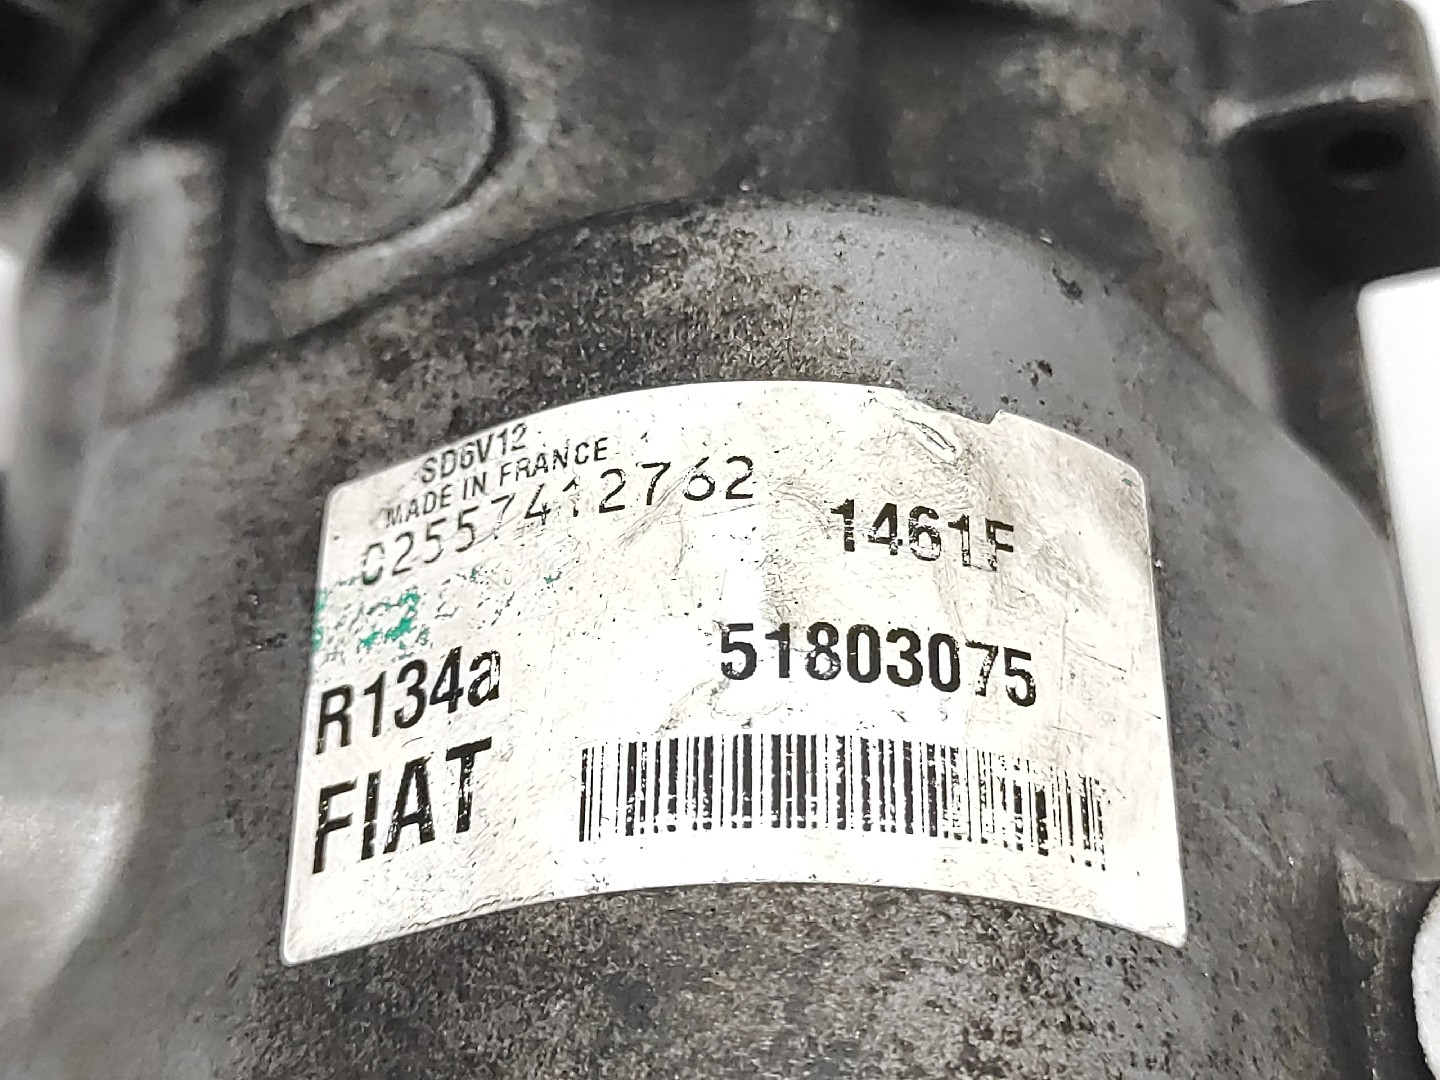 SD6V12
MADE IN FRANCE
02557412762
1461F
51803075
R134a
FIAT